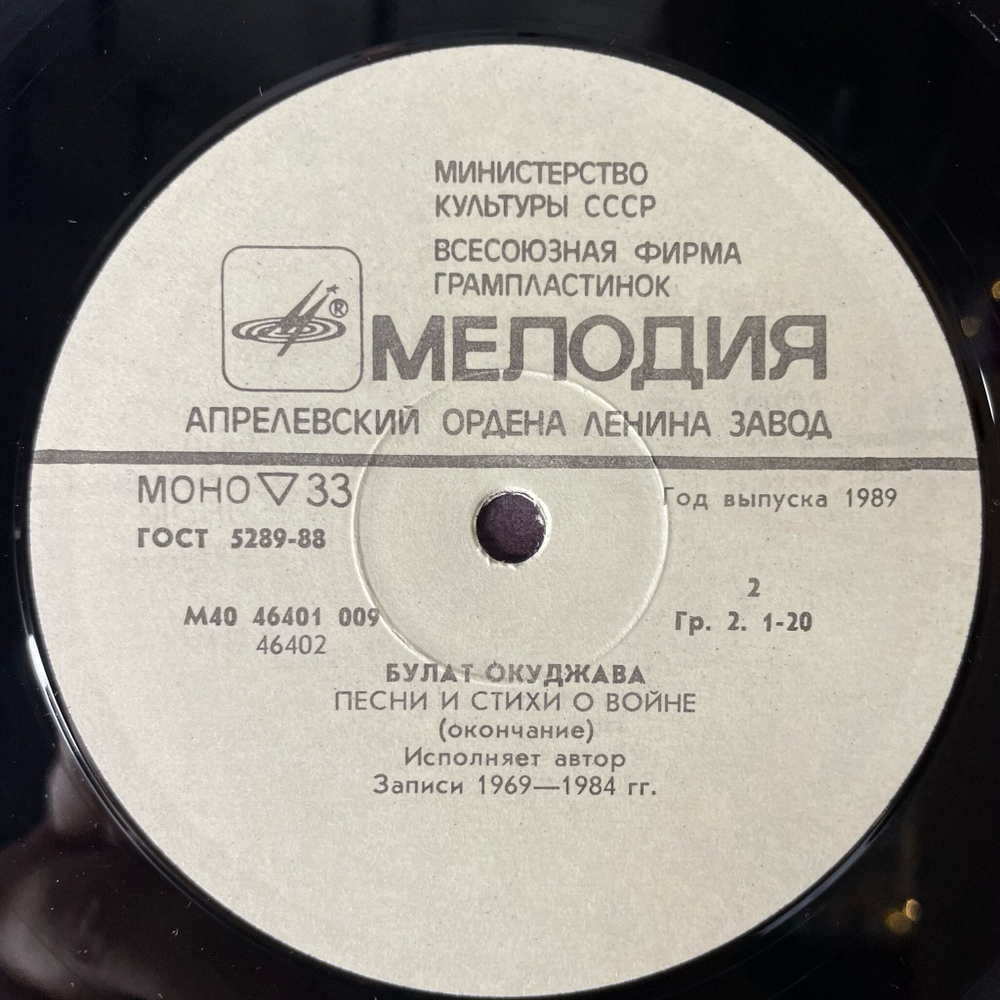 МИНИСТЕРСТВО
КУЛЬТУРЫ СССР
ВСЕСОЮЗНАЯ ФИРМА
ГРАМПЛАСТИНОК
®
МЕЛОДИЯ
АПРЕЛЕВСКИЙ ОРДЕНА ЛЕНИНА ЗАВОД
МОНО ▽ 33
Год выпуска 1989
ГОСТ 5289-88
2
М40 46401 009
Гр. 2. 1-20
46402
БУЛАТ ОКУДЖАВА
ПЕСНИ И СТИХИ О ВОЙНЕ
(окончание)
Исполняет автор
Записи 1969—1984 гг.